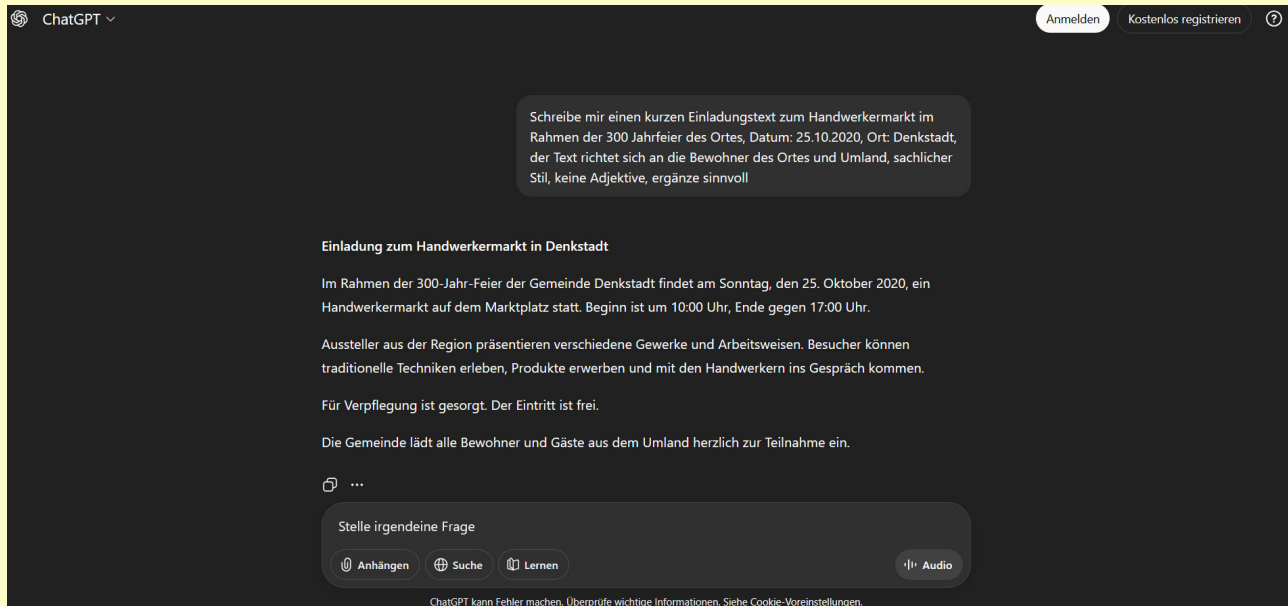 ChatGPT
Anmelden
Kostenlos registrieren
Schreibe mir einen kurzen Einladungstext zum Handwerkermarkt im
Rahmen der 300 Jahrfeier des Ortes, Datum: 25.10.2020, Ort: Denkstadt,
der Text richtet sich an die Bewohner des Ortes und Umland, sachlicher
Stil, keine Adjektive, ergänze sinnvoll
Einladung zum Handwerkermarkt in Denkstadt
Im Rahmen der 300-Jahr-Feier der Gemeinde Denkstadt findet am Sonntag, den 25. Oktober 2020, ein
Handwerkermarkt auf dem Marktplatz statt. Beginn ist um 10:00 Uhr, Ende gegen 17:00 Uhr.
Aussteller aus der Region präsentieren verschiedene Gewerke und Arbeitsweisen. Besucher können
traditionelle Techniken erleben, Produkte erwerben und mit den Handwerkern ins Gespräch kommen.
Für Verpflegung ist gesorgt. Der Eintritt ist frei.
Die Gemeinde lädt alle Bewohner und Gäste aus dem Umland herzlich zur Teilnahme ein.
Stelle irgendeine Frage
Anhängen
Suche
Lernen
Audio
ChatGPT kann Fehler machen. Überprüfe wichtige Informationen. Siehe Cookie-Voreinstellungen.